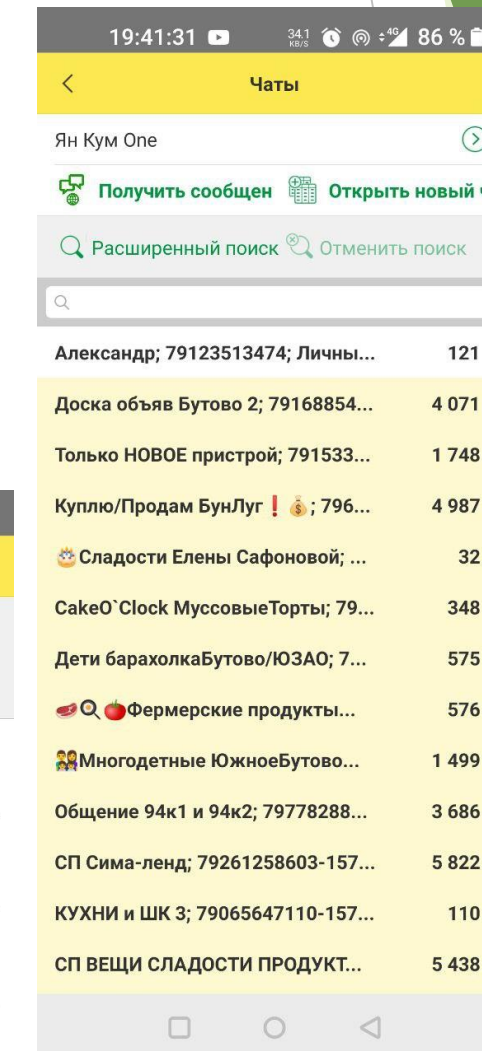 19:41:31 34.1 KB/S 4G 86 %
Чаты
Ян Кум One
Получить сообщен Открыть новый ч
Расширенный поиск Отменить поиск
Александр; 79123513474; Личны... 121
Доска объяв Бутово 2; 79168854... 4 071
Только НОВОЕ пристрой; 791533... 1 748
Куплю/Продам БунЛуг❗💰; 796... 4 987
🎂Сладости Елены Сафоновой; ... 32
CakeO`Clock МуссовыеТорты; 79... 348
Дети барахолкаБутово/ЮЗАО; 7... 575
🥩🍳🍅Фермерские продукты... 576
👨‍👩‍👧‍👦Многодетные ЮжноеБутово... 1 499
Общение 94к1 и 94к2; 79778288... 3 686
СП Сима-ленд; 79261258603-157... 5 822
КУХНИ и ШК 3; 79065647110-157... 110
СП ВЕЩИ СЛАДОСТИ ПРОДУКТ... 5 438